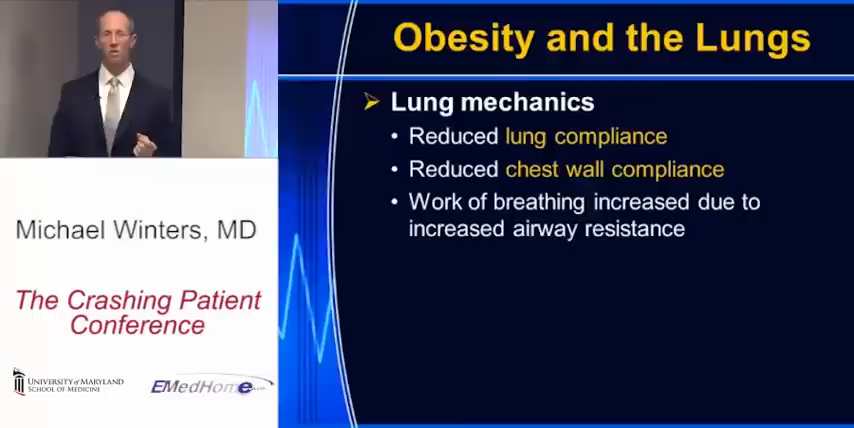 Obesity and the Lungs
Lung mechanics
Reduced lung compliance
Reduced chest wall compliance
Work of breathing increased due to
increased airway resistance
Michael Winters, MD
The Crashing Patient
Conference
UNIVERSITY of MARYLAND
SCHOOL OF MEDICINE
EMedHome